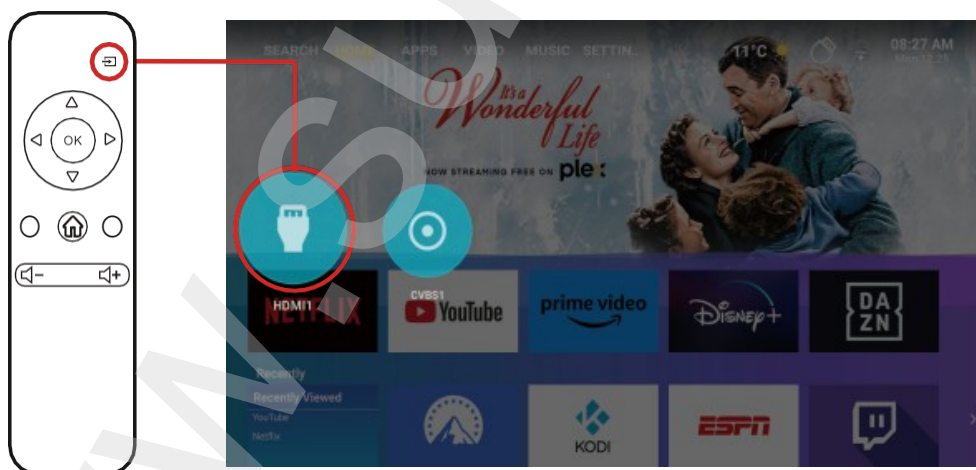 OK
SEARCH HOME APPS VIDEO MUSIC SETTIN..
11°C
08:27 AM
It's a
Wonderful
Life
NOW STREAMING FREE ON plex
HDMI1
CVBS1
NETFLIX
YouTube
prime video
Disney+
DA
ZN
Recently
Recently Viewed
YouTube
Netflix
KODI
ESPN